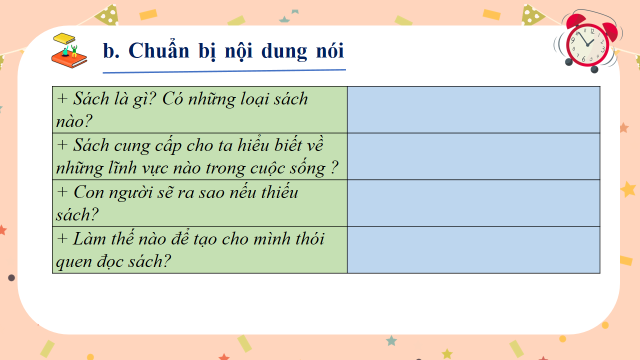 b. Chuẩn bị nội dung nói
+ Sách là gì? Có những loại sách
nào?
+ Sách cung cấp cho ta hiểu biết về
những lĩnh vực nào trong cuộc sống ?
+ Con người sẽ ra sao nếu thiếu
sách?
+ Làm thế nào để tạo cho mình thói
quen đọc sách?